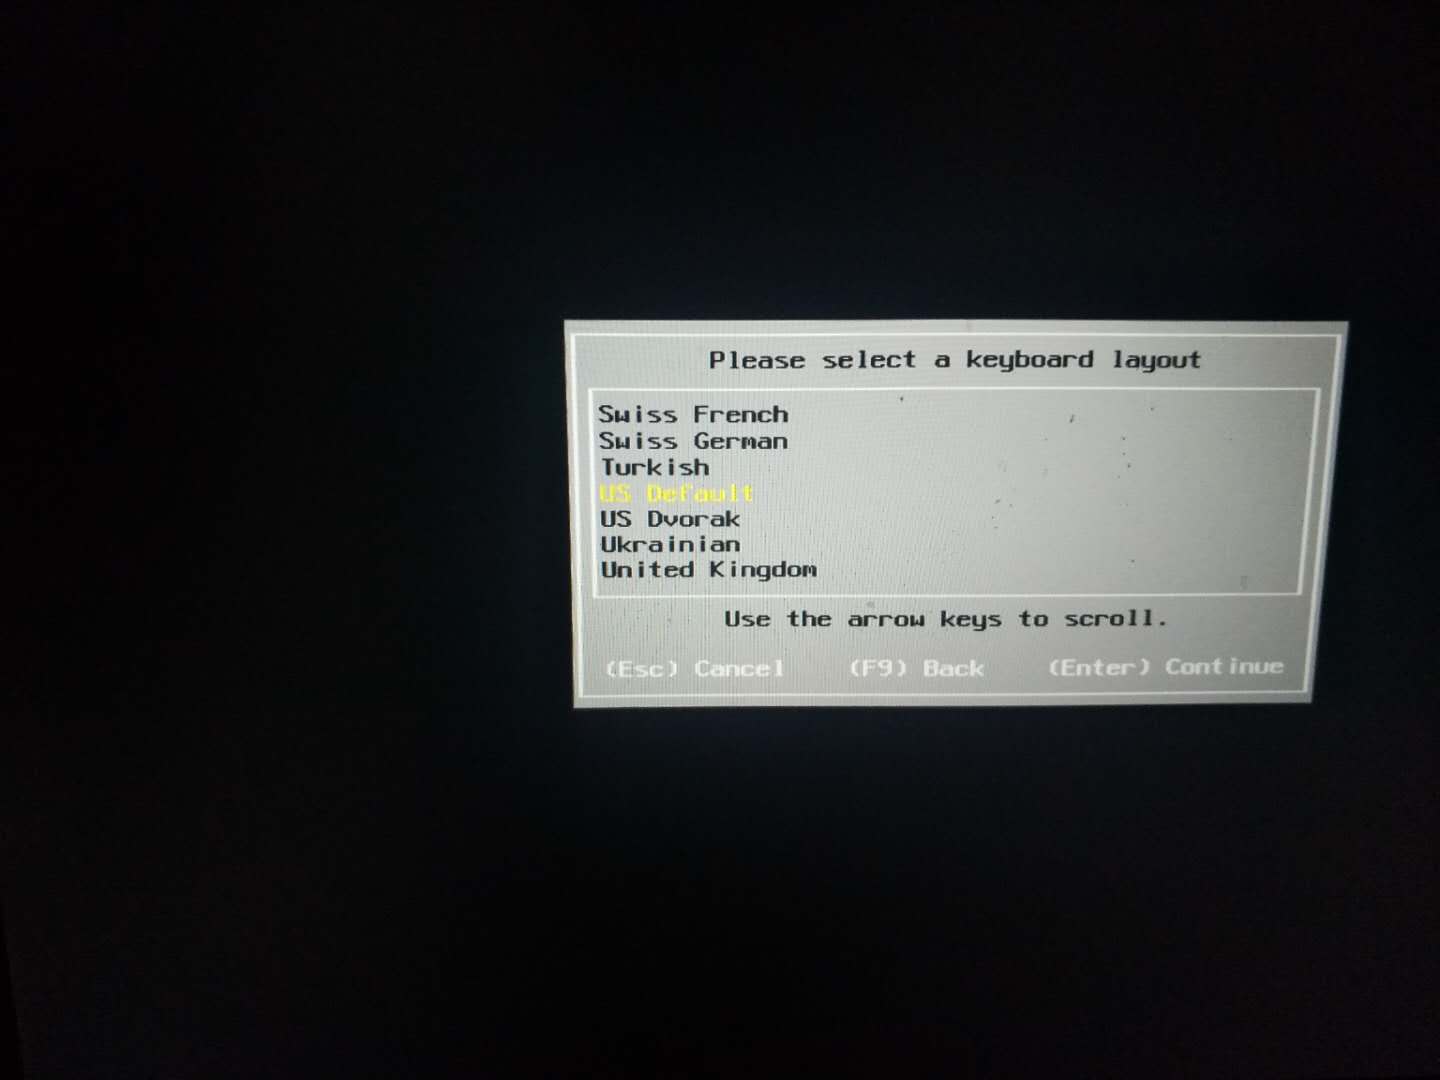 Please select a keyboard layout
Swiss French
Swiss German
Turkish
US Default
US Dvorak
Ukrainian
United Kingdom
Use the arrow keys to scroll.
(Esc) Cancel (F9) Back (Enter) Continue